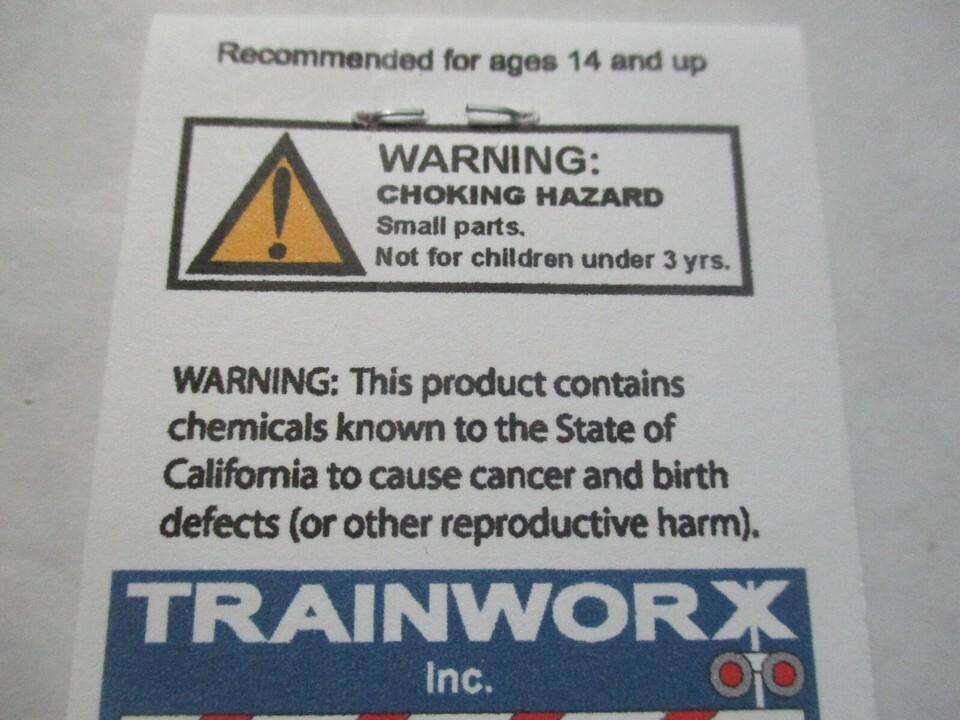 Recommended for ages 14 and up
WARNING:
CHOKING HAZARD
Small parts.
Not for children under 3 yrs.
WARNING: This product contains
chemicals known to the State of
California to cause cancer and birth
defects (or other reproductive harm).
TRAINWORX
Inc.